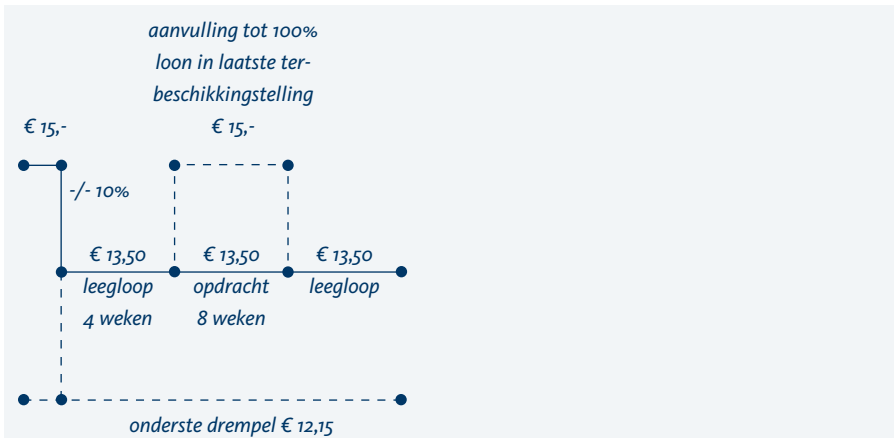 aanvulling tot 100%
loon in laatste ter-
beschikkingstelling
€ 15,- € 15,-
-/- 10%
€ 13,50 € 13,50 € 13,50
leegloop opdracht leegloop
4 weken 8 weken
onderste drempel € 12,15